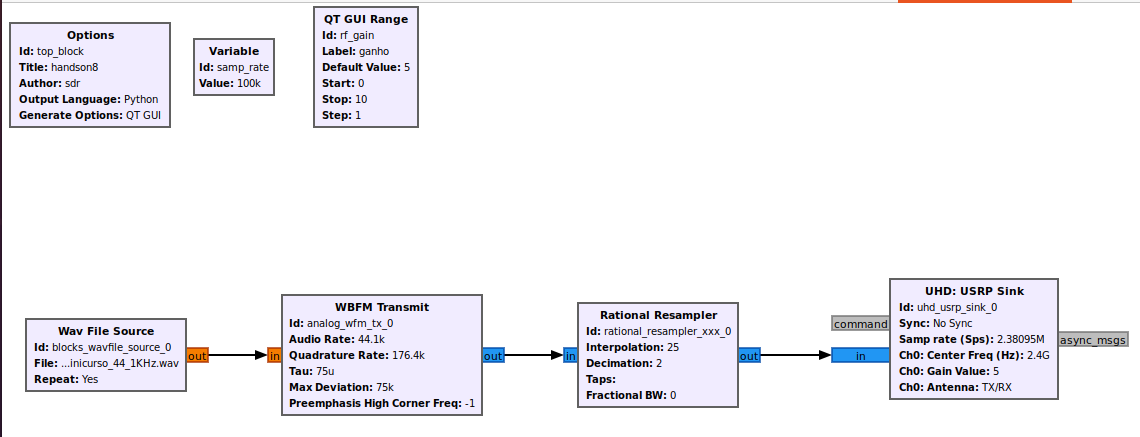 Options
Id: top_block
Title: handson8
Author: sdr
Output Language: Python
Generate Options: QT GUI
Variable
Id: samp_rate
Value: 100k
QT GUI Range
Id: rf_gain
Label: ganho
Default Value: 5
Start: 0
Stop: 10
Step: 1
Wav File Source
Id: blocks_wavfile_source_0
File: ...inicurso_44_1KHz.wav
Repeat: Yes
out
in
WBFM Transmit
Id: analog_wfm_tx_0
Audio Rate: 44.1k
Quadrature Rate: 176.4k
Tau: 75u
Max Deviation: 75k
Preemphasis High Corner Freq: -1
out
in
Rational Resampler
Id: rational_resampler_xxx_0
Interpolation: 25
Decimation: 2
Taps:
Fractional BW: 0
out
command
in
UHD: USRP Sink
Id: uhd_usrp_sink_0
Sync: No Sync
Samp rate (Sps): 2.38095M
Ch0: Center Freq (Hz): 2.4G
Ch0: Gain Value: 5
Ch0: Antenna: TX/RX
async_msgs